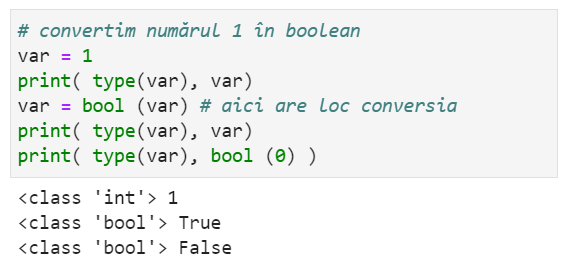 # convertim numărul 1 în boolean
var = 1
print( type(var), var)
var = bool (var) # aici are loc conversia
print( type(var), var)
print( type(var), bool (0) )
<class 'int'> 1
<class 'bool'> True
<class 'bool'> False